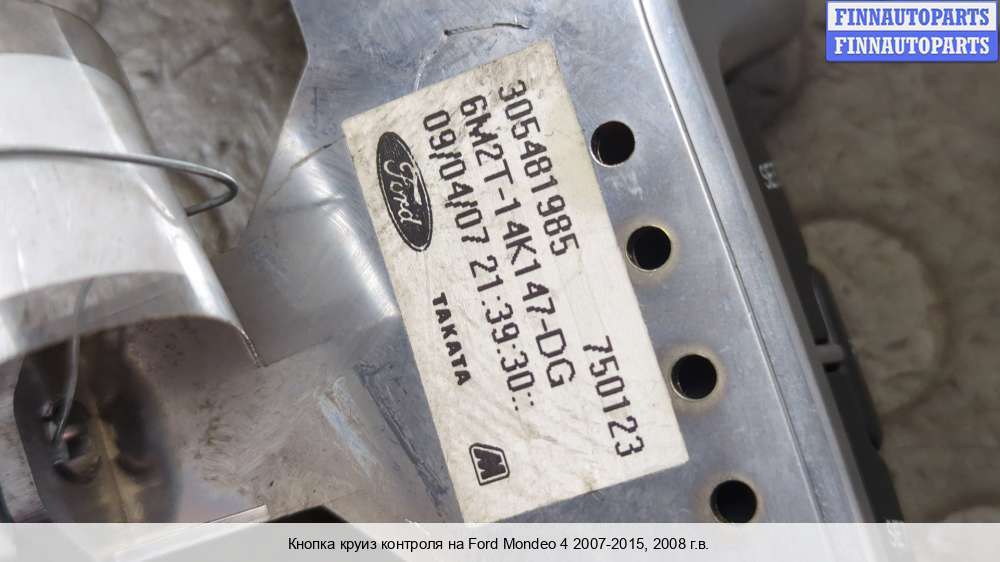 FINNAUTOPARTS
FINNAUTOPARTS
305481985 750123
6M2T-14K147-DG
09/04/07 21:39:30::
Ford
TAKATA
M
Кнопка круиз контроля на Ford Mondeo 4 2007-2015, 2008 г.в.